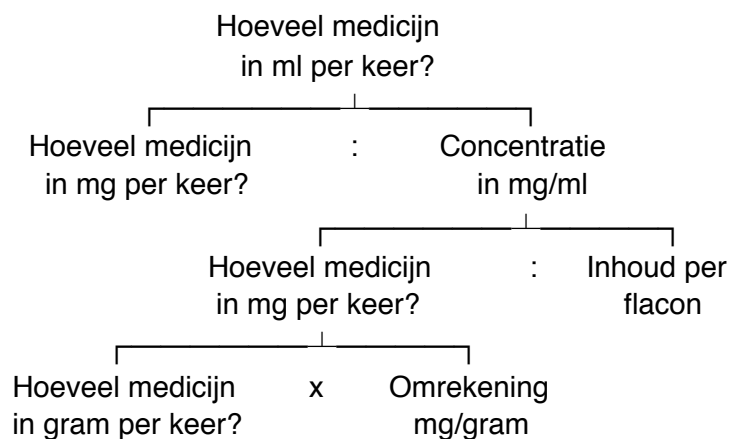 Hoeveel medicijn
in ml per keer?
Hoeveel medicijn : Concentratie
in mg per keer? in mg/ml
Hoeveel medicijn : Inhoud per
in mg per keer? flacon
Hoeveel medicijn x Omrekening
in gram per keer? mg/gram